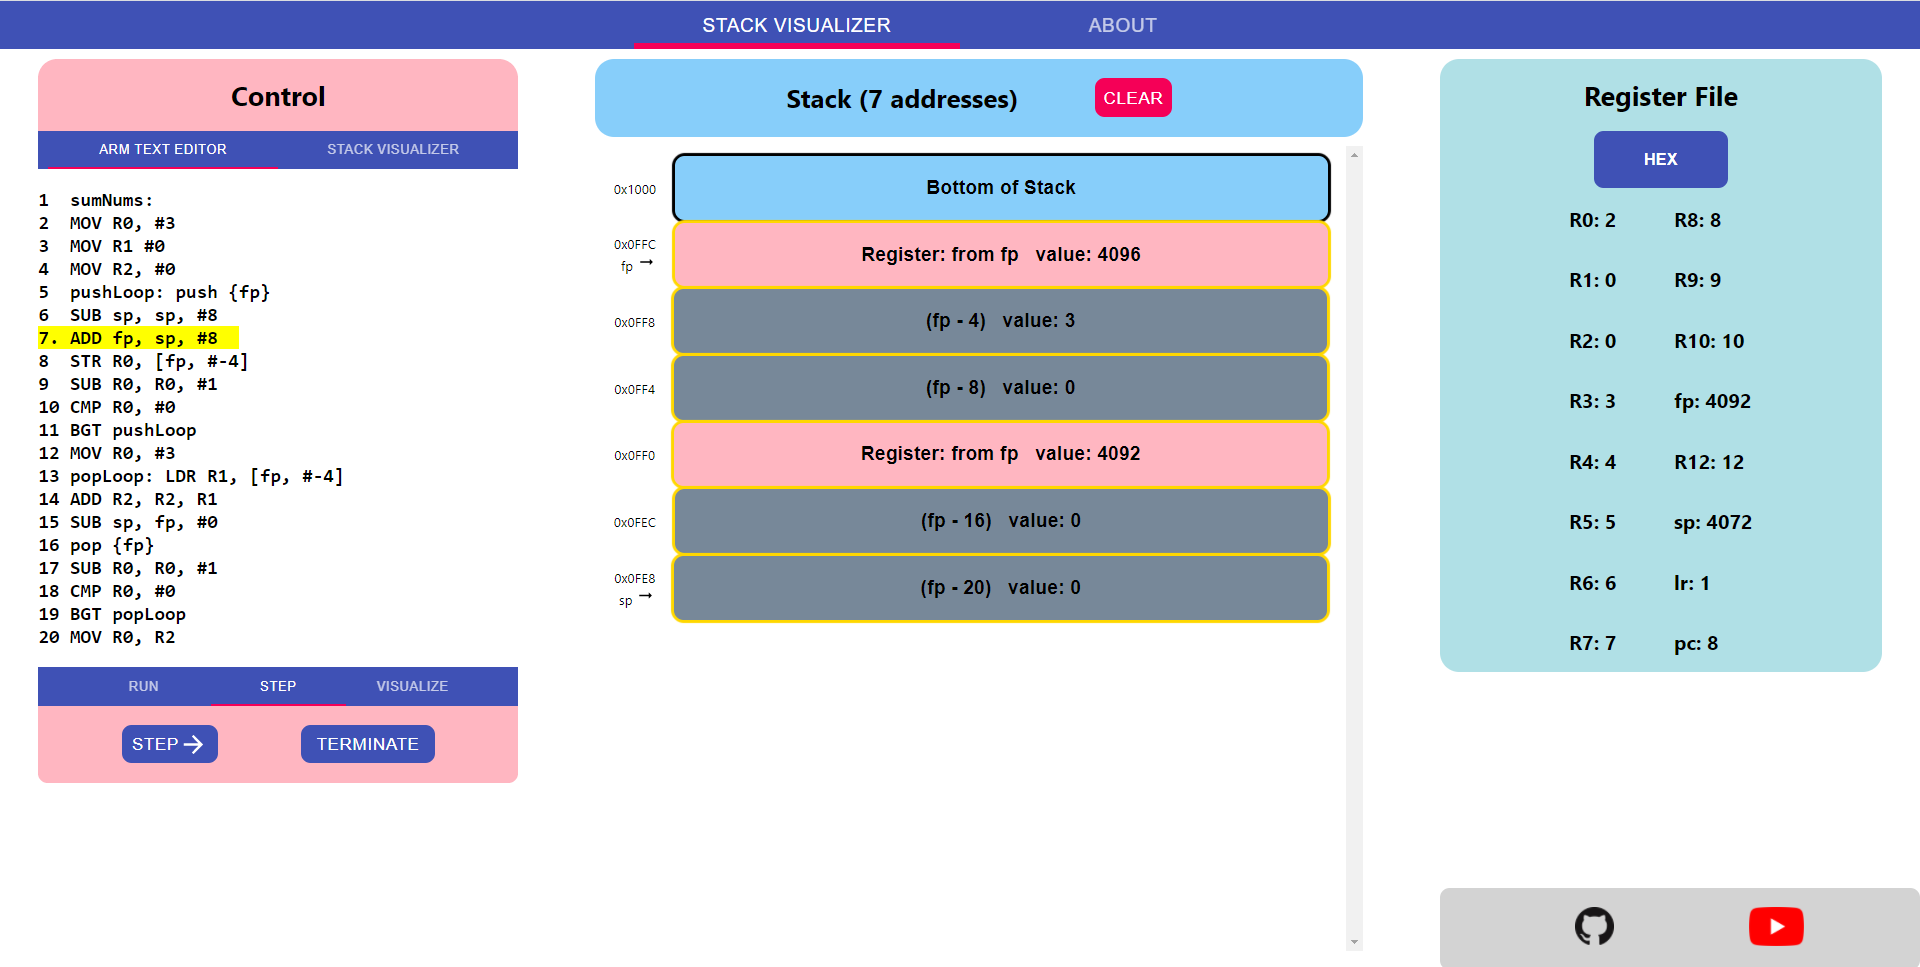 STACK VISUALIZER
ABOUT
Control
ARM TEXT EDITOR
STACK VISUALIZER
1 sumNums:
2 MOV R0, #3
3 MOV R1 #0
4 MOV R2, #0
5 pushLoop: push {fp}
6 SUB sp, sp, #8
7. ADD fp, sp, #8
8 STR R0, [fp, #-4]
9 SUB R0, R0, #1
10 CMP R0, #0
11 BGT pushLoop
12 MOV R0, #3
13 popLoop: LDR R1, [fp, #-4]
14 ADD R2, R2, R1
15 SUB sp, fp, #0
16 pop {fp}
17 SUB R0, R0, #1
18 CMP R0, #0
19 BGT popLoop
20 MOV R0, R2
RUN
STEP
VISUALIZE
STEP →
TERMINATE
Stack (7 addresses)
CLEAR
0x1000
Bottom of Stack
0x0FFC
fp →
Register: from fp value: 4096
0x0FF8
(fp - 4) value: 3
0x0FF4
(fp - 8) value: 0
0x0FF0
Register: from fp value: 4092
0x0FEC
(fp - 16) value: 0
0x0FE8
sp →
(fp - 20) value: 0
Register File
HEX
R0: 2 R8: 8
R1: 0 R9: 9
R2: 0 R10: 10
R3: 3 fp: 4092
R4: 4 R12: 12
R5: 5 sp: 4072
R6: 6 lr: 1
R7: 7 pc: 8